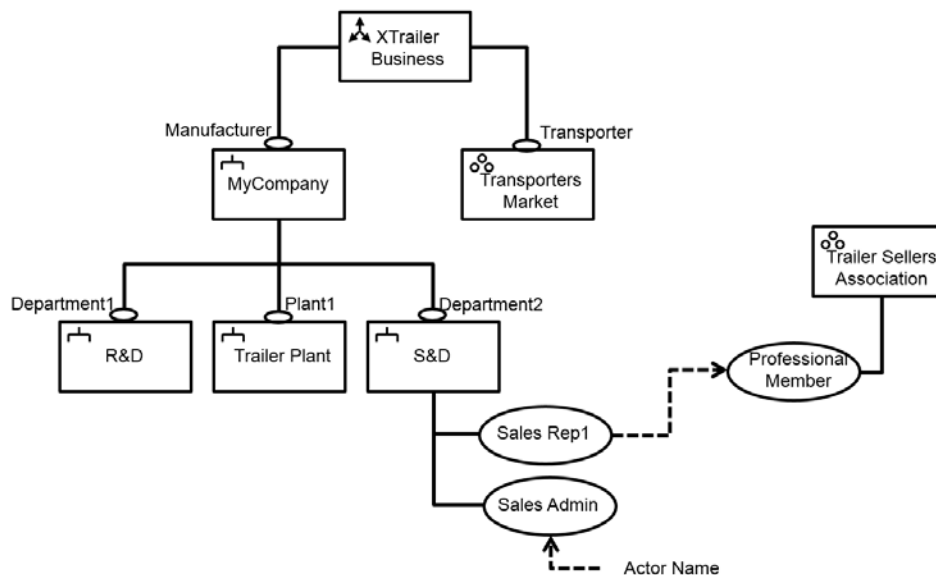 XTrailer
Business
Manufacturer
Transporter
MyCompany
Transporters
Market
Trailer Sellers
Association
Department1
Plant1
Department2
R&D
Trailer Plant
S&D
Professional
Member
Sales Rep1
Sales Admin
Actor Name